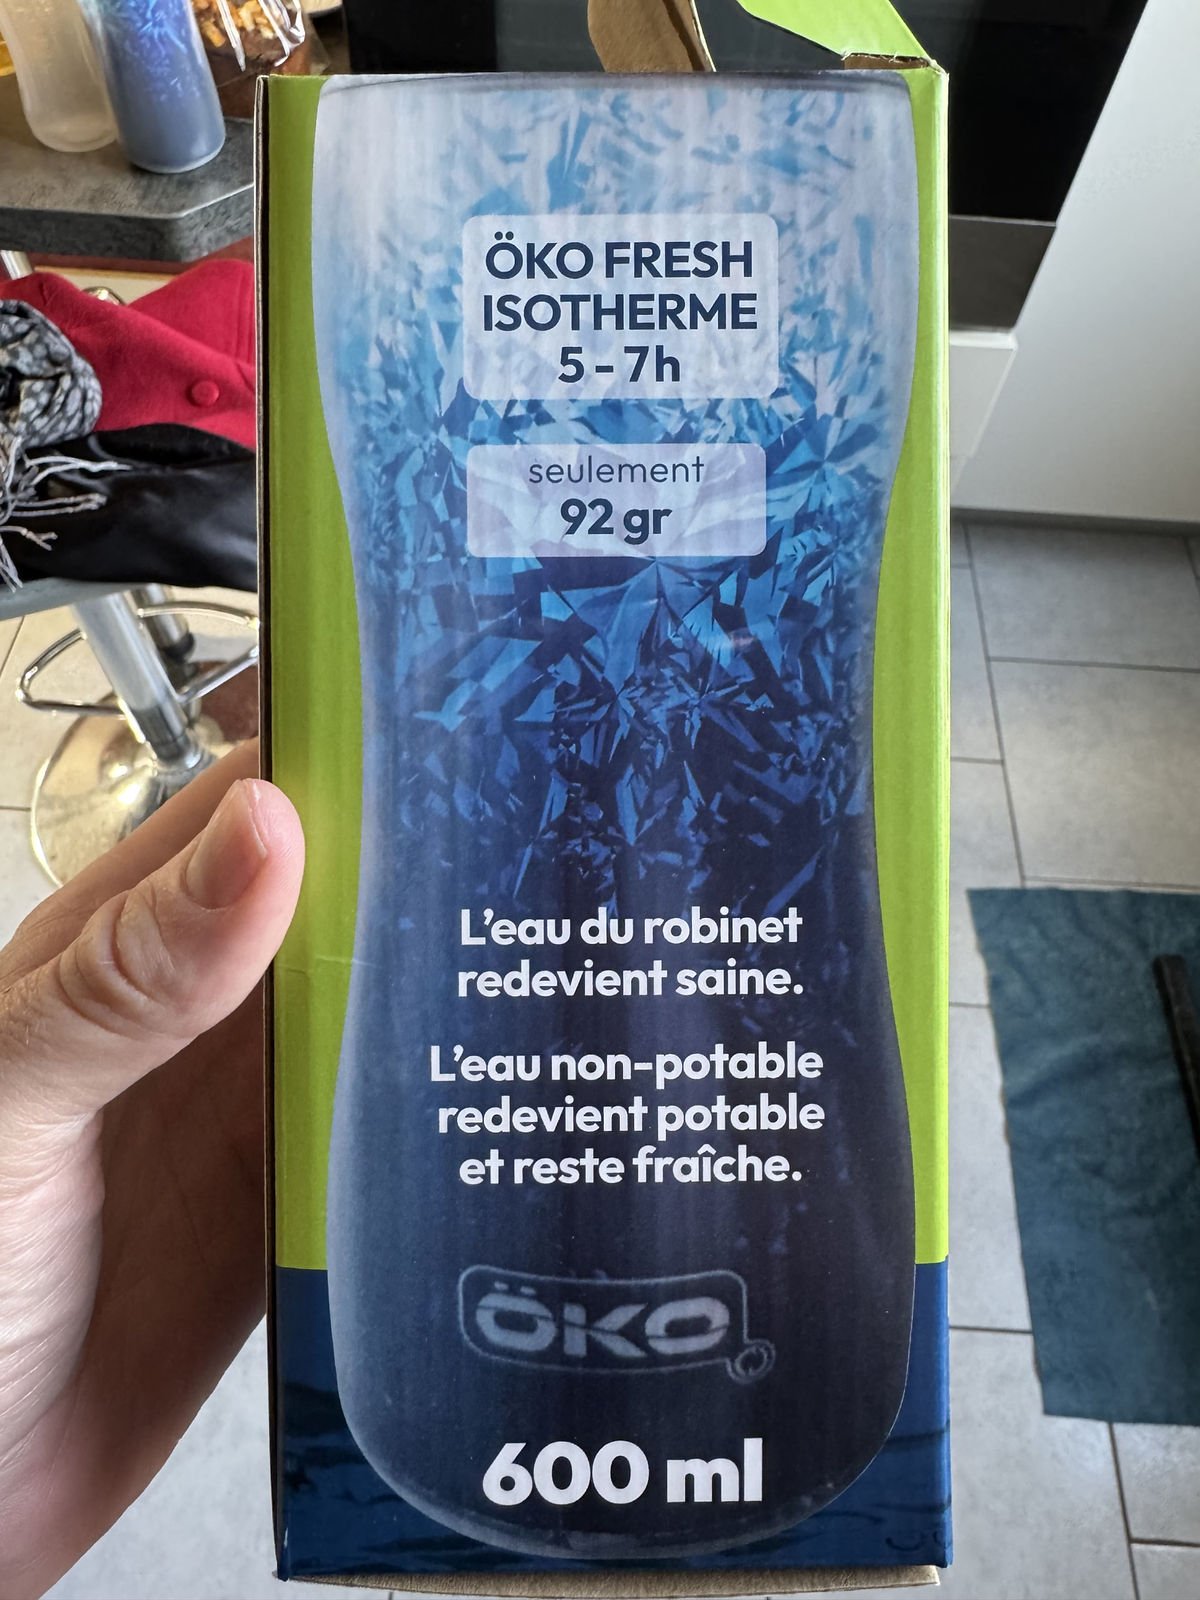 ÖKO FRESH
ISOTHERME
5 - 7h
seulement
92 gr
L'eau du robinet
redevient saine.
L'eau non-potable
redevient potable
et reste fraîche.
ÖKO
600 ml